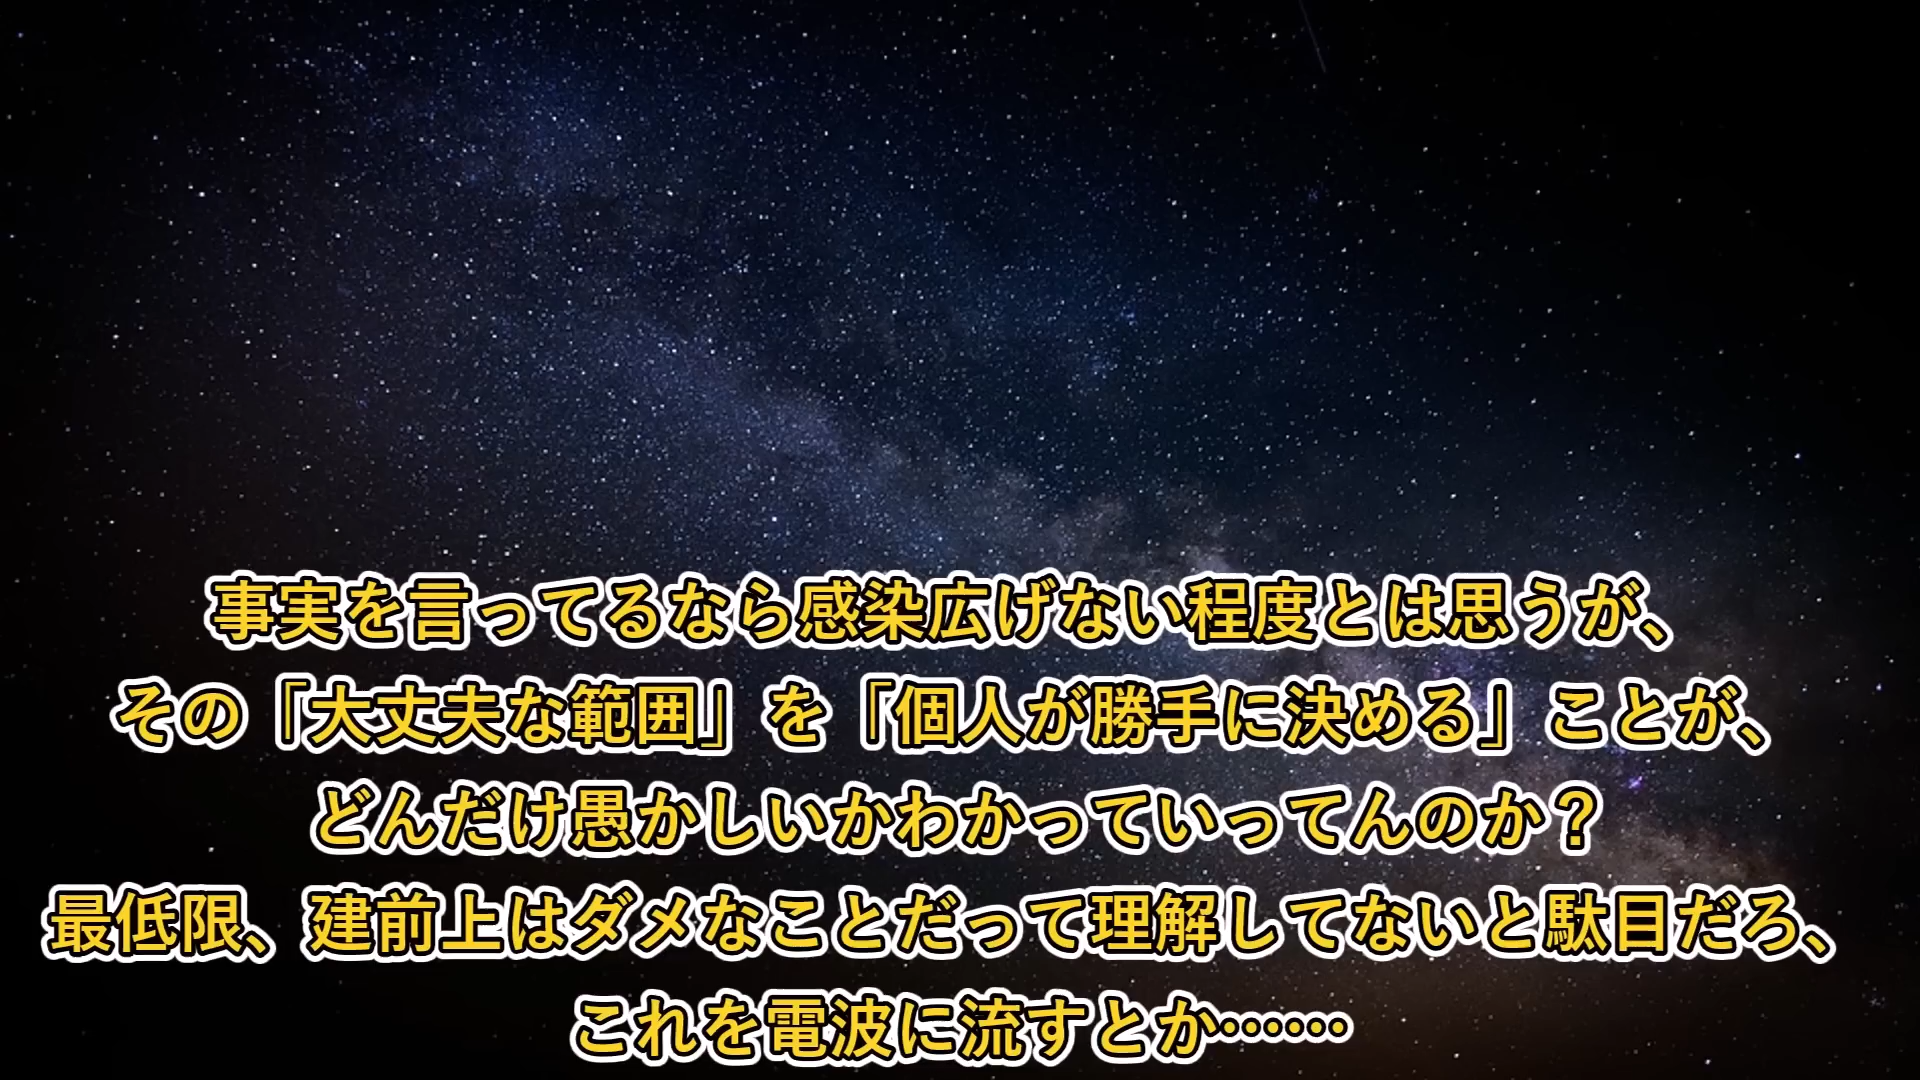 事実を言ってるなら感染広げない程度とは思うが、
その「大丈夫な範囲」を「個人が勝手に決める」ことが、
どんだけ愚かしいかわかっていってんのか？
最低限、建前上はダメなことだって理解してないと駄目だろ、
これを電波に流すとか……